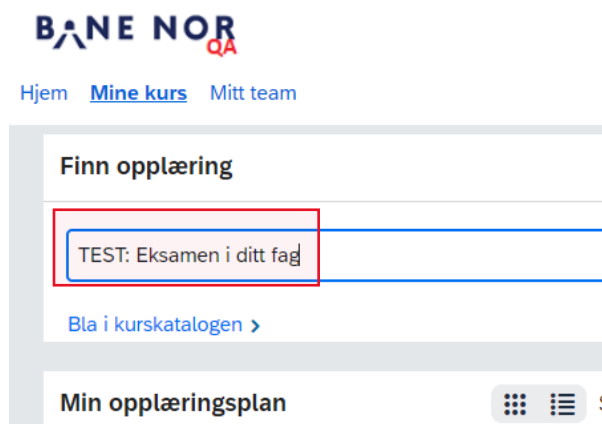 BANE NOR
QA
Hjem Mine kurs Mitt team
Finn opplæring
TEST: Eksamen i ditt fag
Bla i kurskatalogen >
Min opplæringsplan S